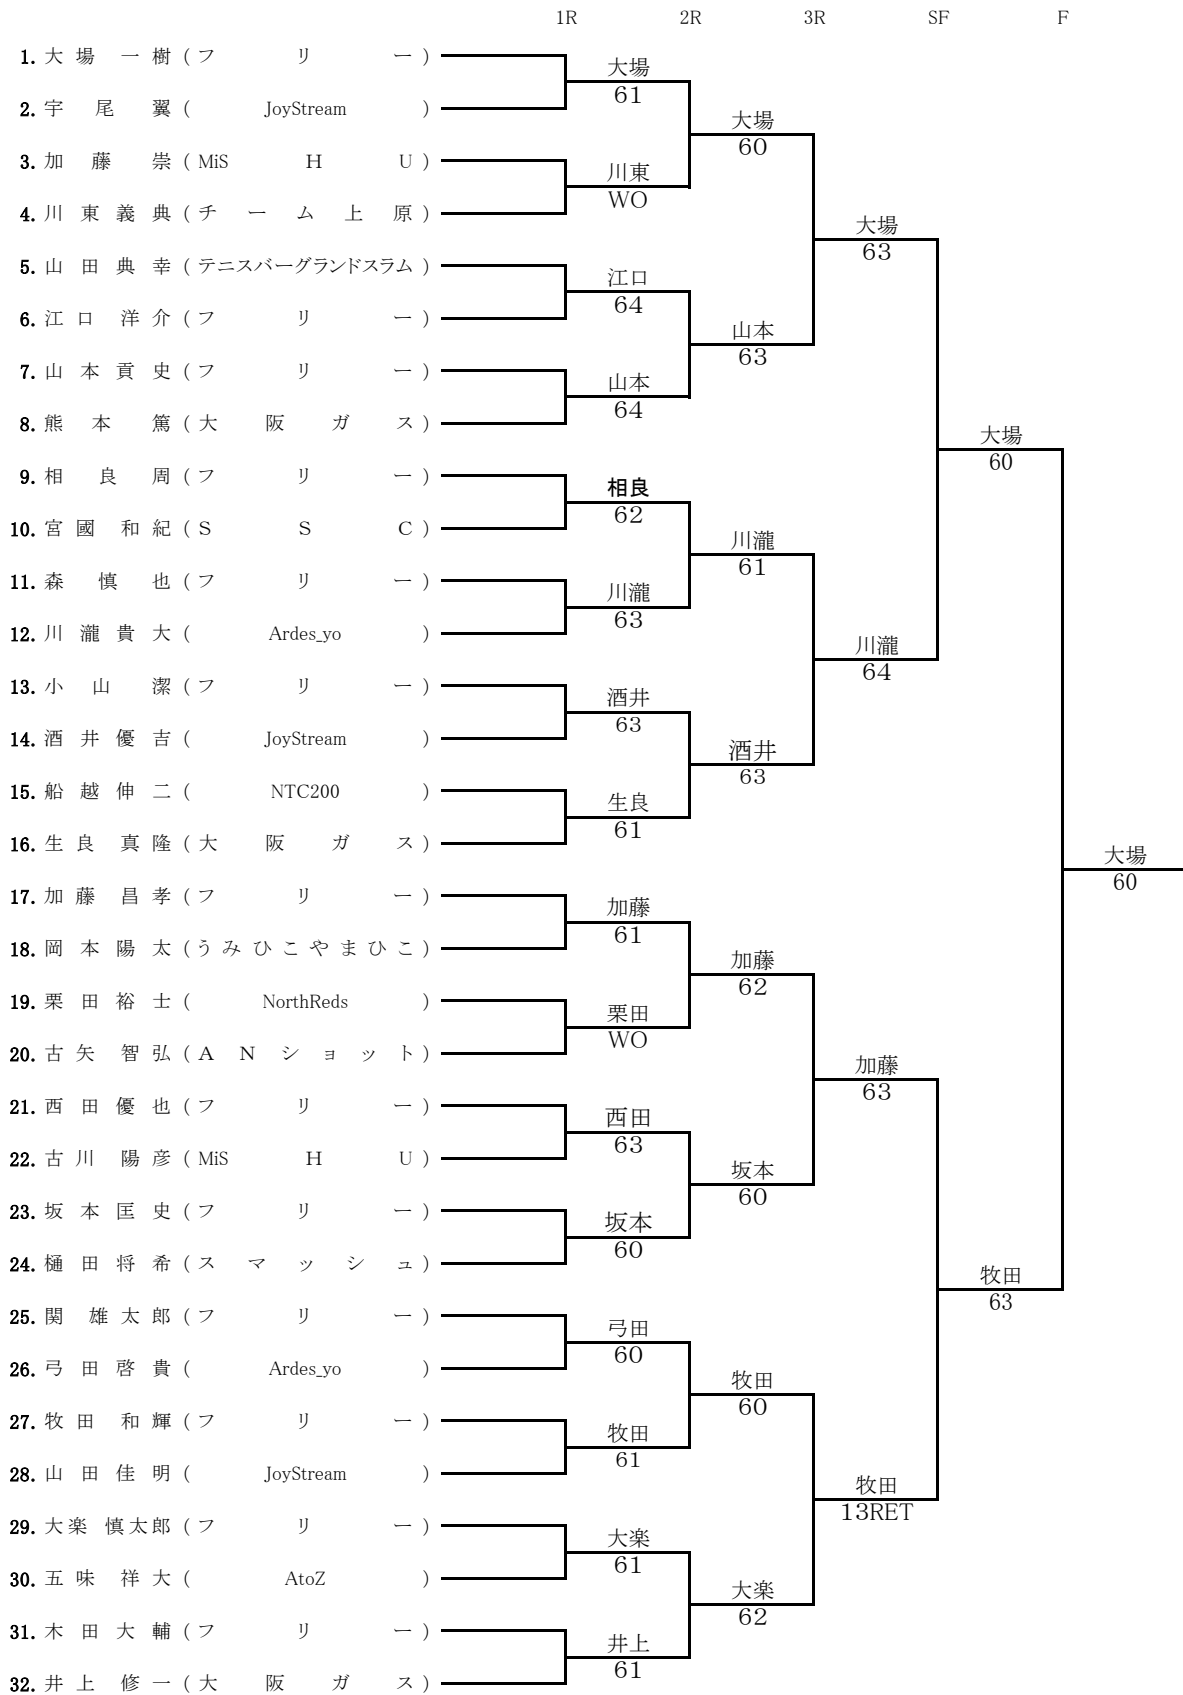 1R 2R 3R SF F
1. 大場 一樹 ( フリー )
大場
61
2. 宇尾翼 ( JoyStream )
大場
60
3. 加藤崇 ( MiS H U )
川東
WO
4. 川東義典 ( チーム上原 )
大場
63
5. 山田典幸 ( テニスバーグランドスラム )
江口
64
6. 江口洋介 ( フリー )
山本
63
7. 山本貢史 ( フリー )
山本
64
8. 熊本篤 ( 大阪ガス )
大場
60
9. 相良周 ( フリー )
相良
62
10. 宮國和紀 ( SSC )
川瀧
61
11. 森慎也 ( フリー )
川瀧
63
12. 川瀧貴大 ( Ardes_yo )
川瀧
64
13. 小山潔 ( フリー )
酒井
63
14. 酒井優吉 ( JoyStream )
酒井
63
15. 船越伸二 ( NTC200 )
生良
61
16. 生良真隆 ( 大阪ガス )
大場
60
17. 加藤昌孝 ( フリー )
加藤
61
18. 岡本陽太 ( うみひこやまひこ )
加藤
62
19. 栗田裕士 ( NorthReds )
栗田
WO
20. 古矢智弘 ( ANショット )
加藤
63
21. 西田優也 ( フリー )
西田
63
22. 古川陽彦 ( MiS H U )
坂本
60
23. 坂本匡史 ( フリー )
坂本
60
24. 樋田将希 ( スマッシュ )
牧田
63
25. 関雄太郎 ( フリー )
弓田
60
26. 弓田啓貴 ( Ardes_yo )
牧田
60
27. 牧田和輝 ( フリー )
牧田
61
28. 山田佳明 ( JoyStream )
牧田
13RET
29. 大楽慎太郎 ( フリー )
大楽
61
30. 五味祥大 ( AtoZ )
大楽
62
31. 木田大輔 ( フリー )
井上
61
32. 井上修一 ( 大阪ガス )